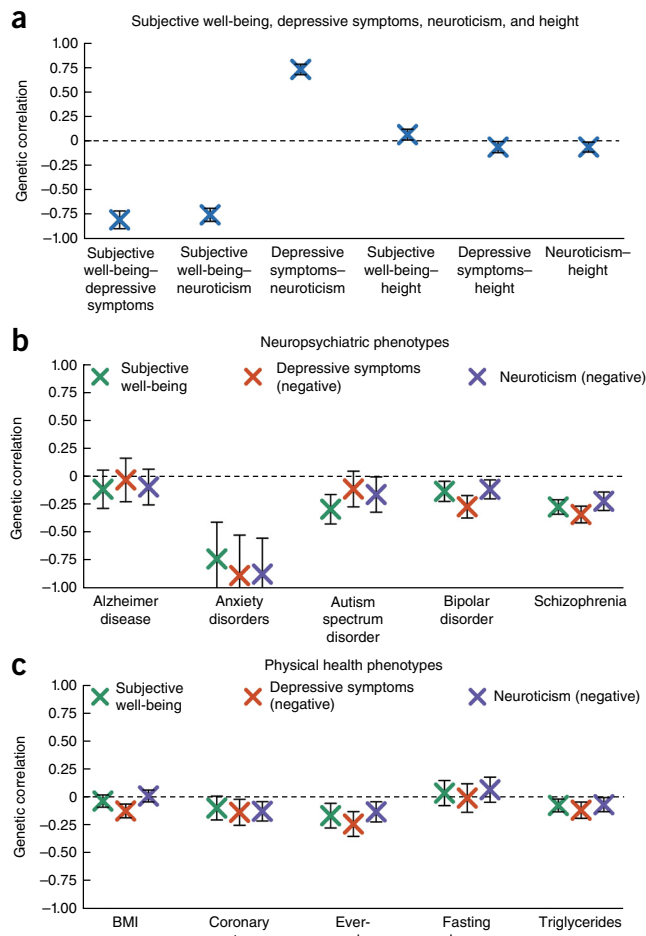 a
Subjective well-being, depressive symptoms, neuroticism, and height
Genetic correlation
1.00
0.75
0.50
0.25
0
−0.25
−0.50
−0.75
−1.00
Subjective
well-being–
depressive
symptoms
Subjective
well-being–
neuroticism
Depressive
symptoms–
neuroticism
Subjective
well-being–
height
Depressive
symptoms–
height
Neuroticism–
height
b
Neuropsychiatric phenotypes
Genetic correlation
1.00
0.75
0.50
0.25
0
−0.25
−0.50
−0.75
−1.00
Subjective
well-being
Depressive symptoms
(negative)
Neuroticism (negative)
Alzheimer
disease
Anxiety
disorders
Autism
spectrum
disorder
Bipolar
disorder
Schizophrenia
c
Physical health phenotypes
Genetic correlation
1.00
0.75
0.50
0.25
0
−0.25
−0.50
−0.75
−1.00
Subjective
well-being
Depressive symptoms
(negative)
Neuroticism (negative)
BMI
Coronary
Ever-
Fasting
Triglycerides